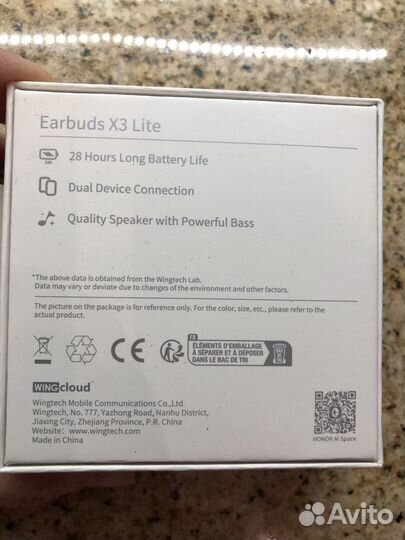 Earbuds X3 Lite
28 Hours Long Battery Life
Dual Device Connection
Quality Speaker with Powerful Bass
*The above data is obtained from the Wingtech Lab.
Data may vary or deviate due to changes of the environment and other factors.
The picture on the package is for reference only. For the color, size, etc., please refer to the
actual product.
FR
ÉLÉMENTS D'EMBALLAGE
À SÉPARER ET À DÉPOSER
DANS LE BAC DE TRI
BAC
DE
TRI
WINGcloud
Wingtech Mobile Communications Co.,Ltd.
Wingtech, No. 777, Yazhong Road, Nanhu District,
Jiaxing City, Zhejiang Province, P.R. China
Website：www.wingtech.com
Made in China
HONOR AI Space
Avito